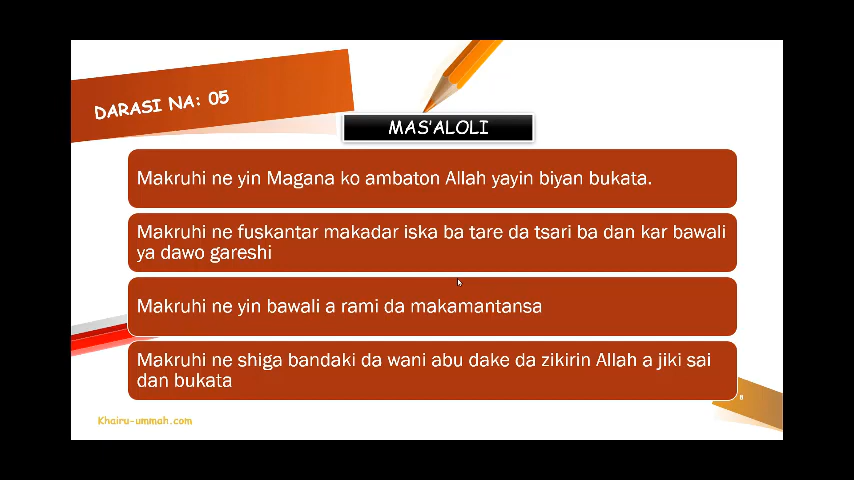 DARASI NA: 05
MAS'ALOLI
Makruhi ne yin Magana ko ambaton Allah yayin biyan bukata.
Makruhi ne fuskantar makadar iska ba tare da tsari ba dan kar bawali
ya dawo gareshi
Makruhi ne yin bawali a rami da makamantansa
Makruhi ne shiga bandaki da wani abu dake da zikirin Allah a jiki sai
dan bukata
8
Khairu-ummah.com